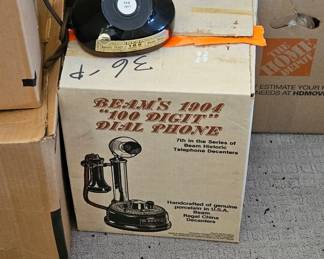 100
36-P
BEAM'S 1904
"100 DIGIT"
DIAL PHONE
7th in the Series of
Beam Historic
Telephone Decanters
Handcrafted of genuine
porcelain in U.S.A.
Beam
Regal China
Decanters
THE
HOME
ESTIMATE YOUR
NEEDS AT HDMOV